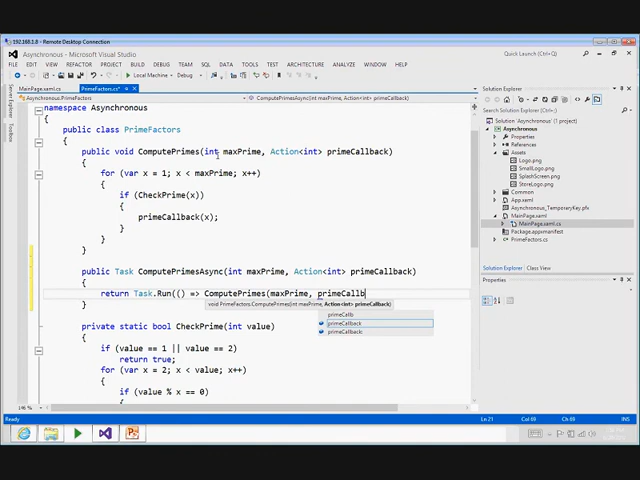 192.168.1.8 - Remote Desktop Connection
Asynchronous - Microsoft Visual Studio
Quick Launch (Ctrl+Q)
FILE EDIT VIEW REFACTOR PROJECT BUILD DEBUG TEAM SQL DATA TOOLS TEST ARCHITECTURE ANALYZE WINDOW HELP
Local Machine Debug
MainPage.xaml.cs PrimeFactors.cs*
Asynchronous.PrimeFactors
ComputePrimesAsync(int maxPrime, Action<int> primeCallback)
Server Explorer
Toolbox
namespace Asynchronous
{
public class PrimeFactors
{
public void ComputePrimes(int maxPrime, Action<int> primeCallback)
{
for (var x = 1; x < maxPrime; x++)
{
if (CheckPrime(x))
{
primeCallback(x);
}
}
}
public Task ComputePrimesAsync(int maxPrime, Action<int> primeCallback)
{
return Task.Run(() => ComputePrimes(maxPrime, primeCallb
void PrimeFactors.ComputePrimes(int maxPrime, Action<int> primeCallback)
primeCallb
primeCallback
primeCallback:
}
private static bool CheckPrime(int value)
{
if (value == 1 || value == 2)
return true;
for (var x = 2; x < value; x++)
{
if (value % x == 0)
{
146 %
Solution Explorer
Search Solution Explorer (Ctrl+;)
Solution 'Asynchronous' (1 project)
Asynchronous
Properties
References
Assets
Logo.png
SmallLogo.png
SplashScreen.png
StoreLogo.png
Common
App.xaml
Asynchronous_TemporaryKey.pfx
MainPage.xaml
MainPage.xaml.cs
Package.appxmanifest
PrimeFactors.cs
Solution Explorer Team Explorer
Properties
Ready
Ln 21
Col 69
Ch 69
INS